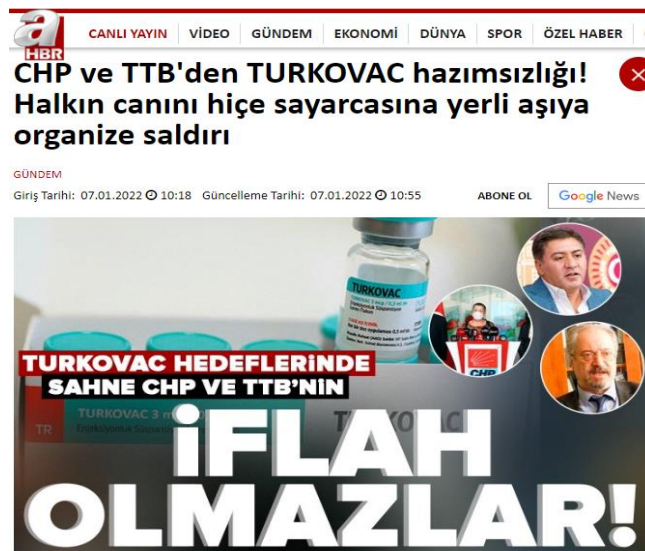 a
HBR
CANLI YAYIN VİDEO GÜNDEM EKONOMİ DÜNYA SPOR ÖZEL HABER
CHP ve TTB'den TURKOVAC hazımsızlığı!
Halkın canını hiçe sayarcasına yerli aşıya
organize saldırı
GÜNDEM
Giriş Tarihi: 07.01.2022 10:18 Güncelleme Tarihi: 07.01.2022 10:55 ABONE OL Google News
TURKOVAC
CHP
TURKOVAC HEDEFLERİNDE
SAHNE CHP VE TTB'NİN
TR
TURKOVAC 3 m
İFLAH
OLMAZLAR!